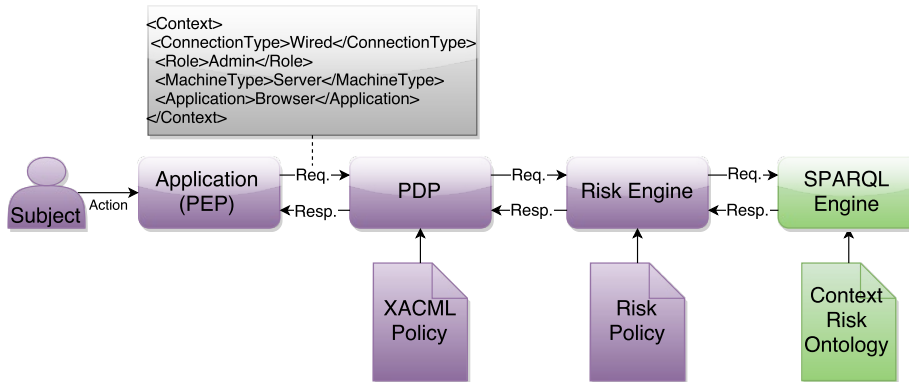 <Context>
<ConnectionType>Wired</ConnectionType>
<Role>Admin</Role>
<MachineType>Server</MachineType>
<Application>Browser</Application>
</Context>
Subject
Action
Application
(PEP)
Req.
Resp.
PDP
Req.
Resp.
Risk Engine
Req.
Resp.
SPARQL
Engine
XACML
Policy
Risk
Policy
Context
Risk
Ontology